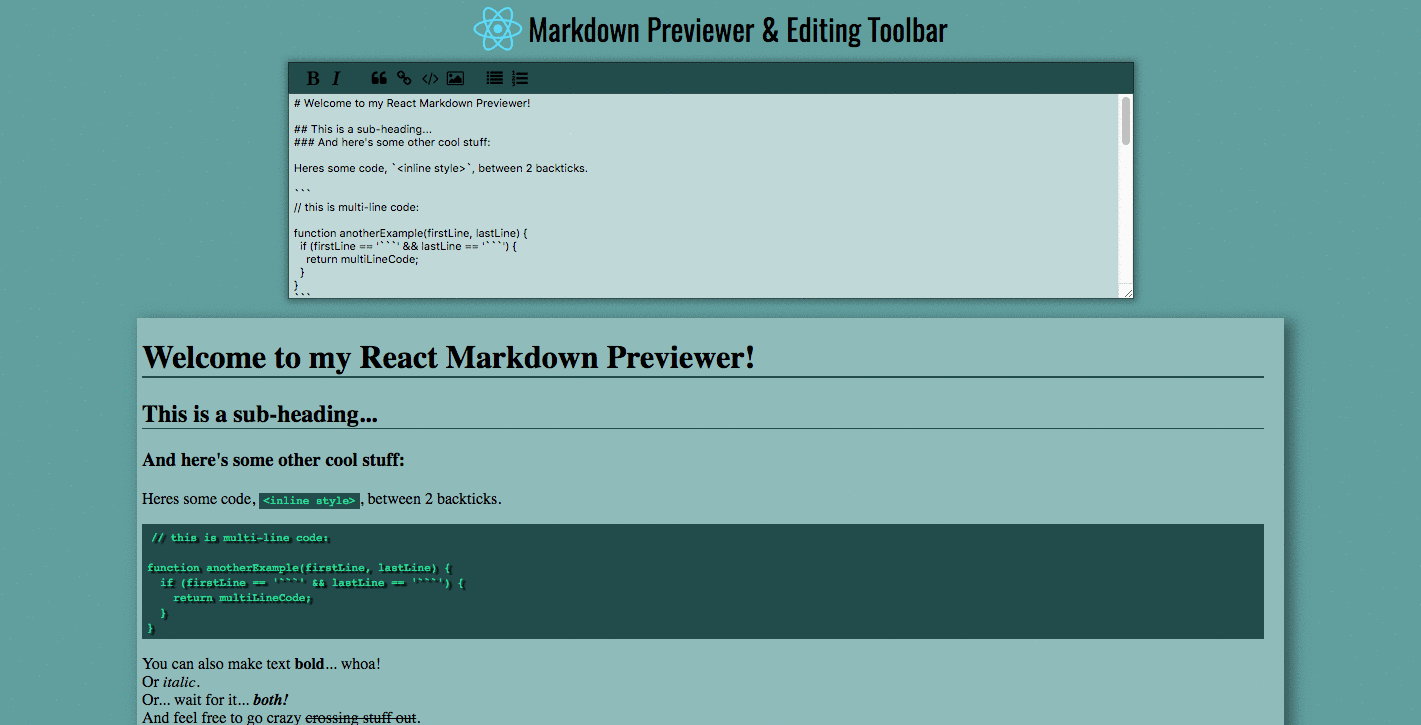 Markdown Previewer & Editing Toolbar
B I
# Welcome to my React Markdown Previewer!
## This is a sub-heading...
### And here's some other cool stuff:
Heres some code, `<inline style>`, between 2 backticks.
```
// this is multi-line code:
function anotherExample(firstLine, lastLine) {
  if (firstLine == '```' && lastLine == '```') {
    return multiLineCode;
  }
}
```
Welcome to my React Markdown Previewer!
This is a sub-heading...
And here's some other cool stuff:
Heres some code, <inline style>, between 2 backticks.
// this is multi-line code:
function anotherExample(firstLine, lastLine) {
  if (firstLine == '```' && lastLine == '```') {
    return multiLineCode;
  }
}
You can also make text bold... whoa!
Or italic.
Or... wait for it... both!
And feel free to go crazy crossing stuff out.